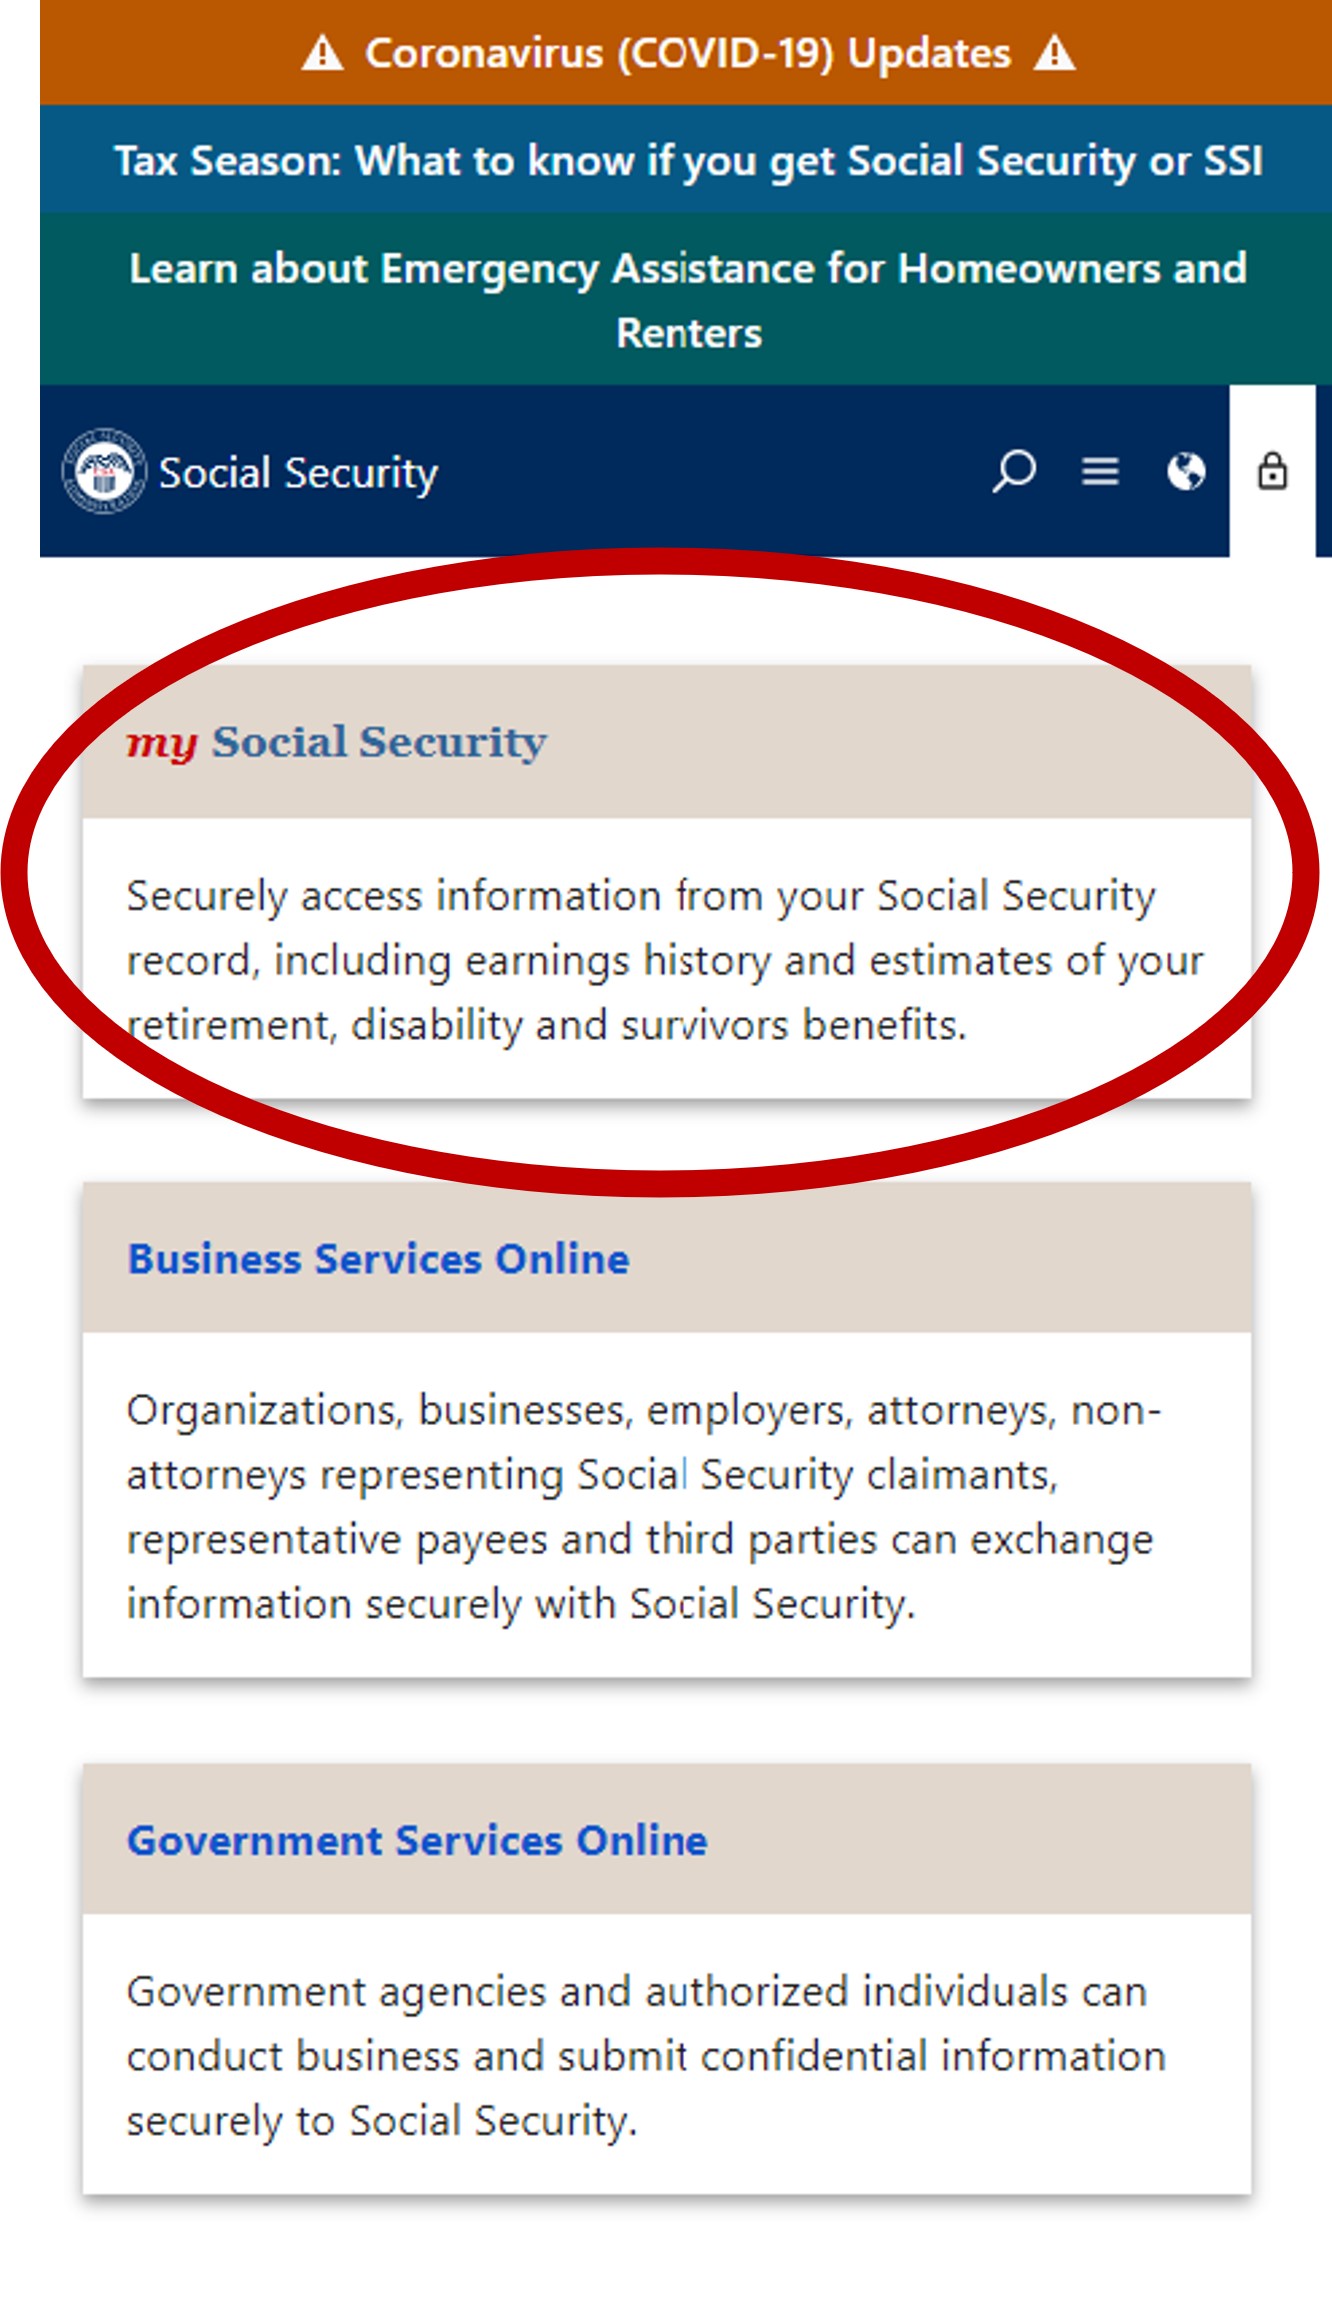 Coronavirus (COVID-19) Updates
Tax Season: What to know if you get Social Security or SSI
Learn about Emergency Assistance for Homeowners and
Renters
Social Security
my Social Security
Securely access information from your Social Security
record, including earnings history and estimates of your
retirement, disability and survivors benefits.
Business Services Online
Organizations, businesses, employers, attorneys, non-
attorneys representing Social Security claimants,
representative payees and third parties can exchange
information securely with Social Security.
Government Services Online
Government agencies and authorized individuals can
conduct business and submit confidential information
securely to Social Security.